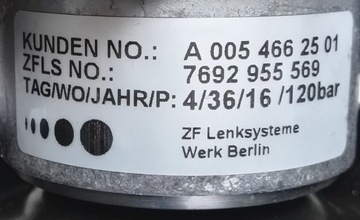 KUNDEN NO.: A 005 466 25 01
ZFLS NO.: 7692 955 569
TAG/WO/JAHR/P: 4/36/16 /120bar
ZF Lenksysteme
Werk Berlin